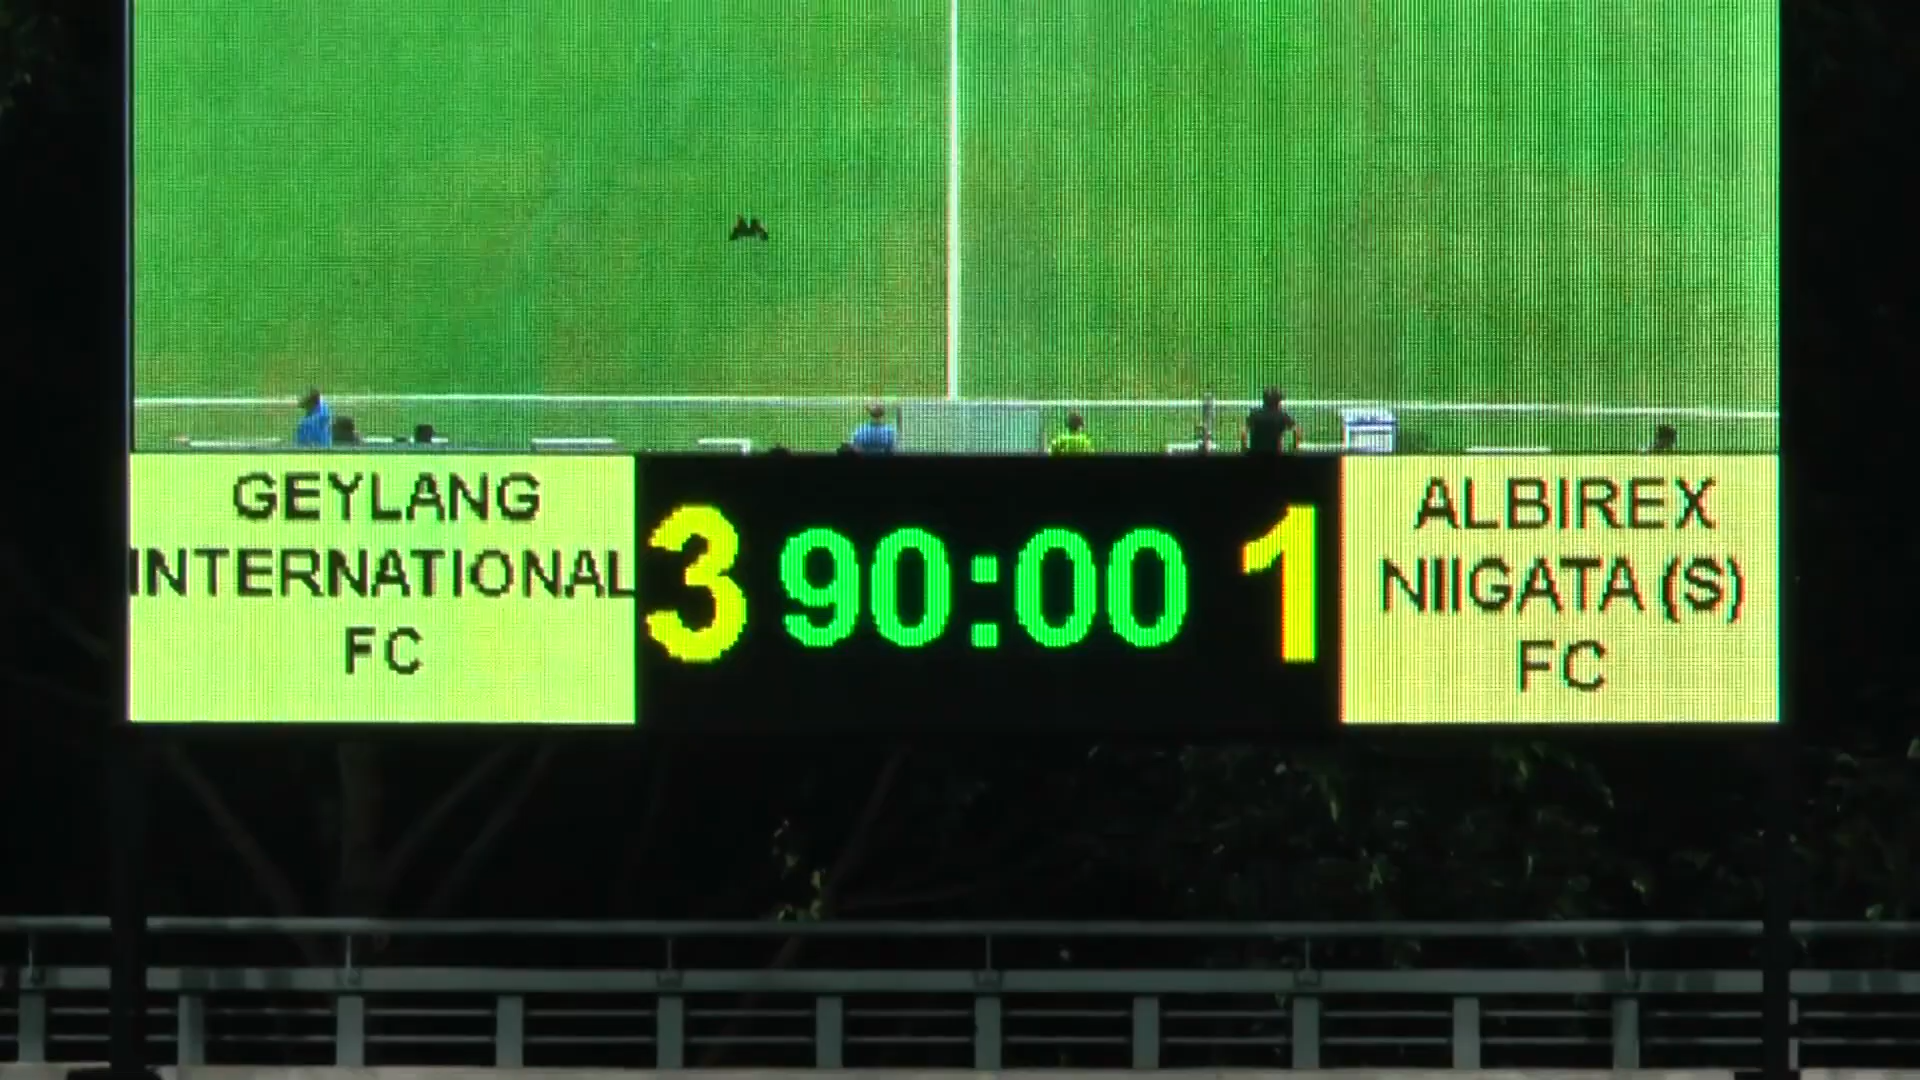 GEYLANG
INTERNATIONAL
FC
3 90:00 1
ALBIREX
NIIGATA (S)
FC